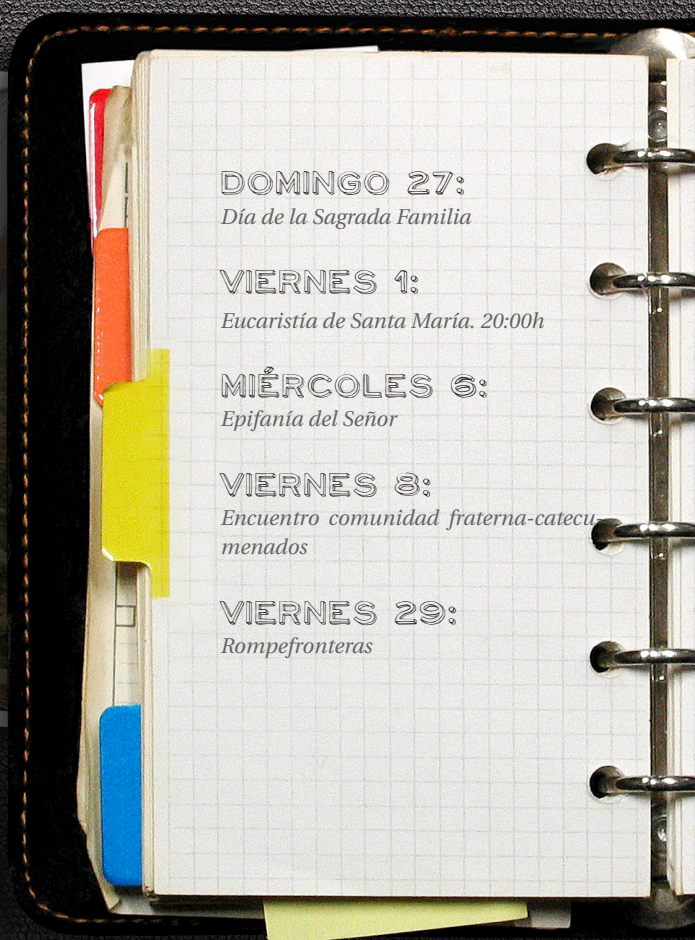 DOMINGO 27:
Día de la Sagrada Familia
VIERNES 1:
Eucaristía de Santa María. 20:00h
MIÉRCOLES 6:
Epifanía del Señor
VIERNES 8:
Encuentro comunidad fraterna-catecu-
menados
VIERNES 29:
Rompefronteras